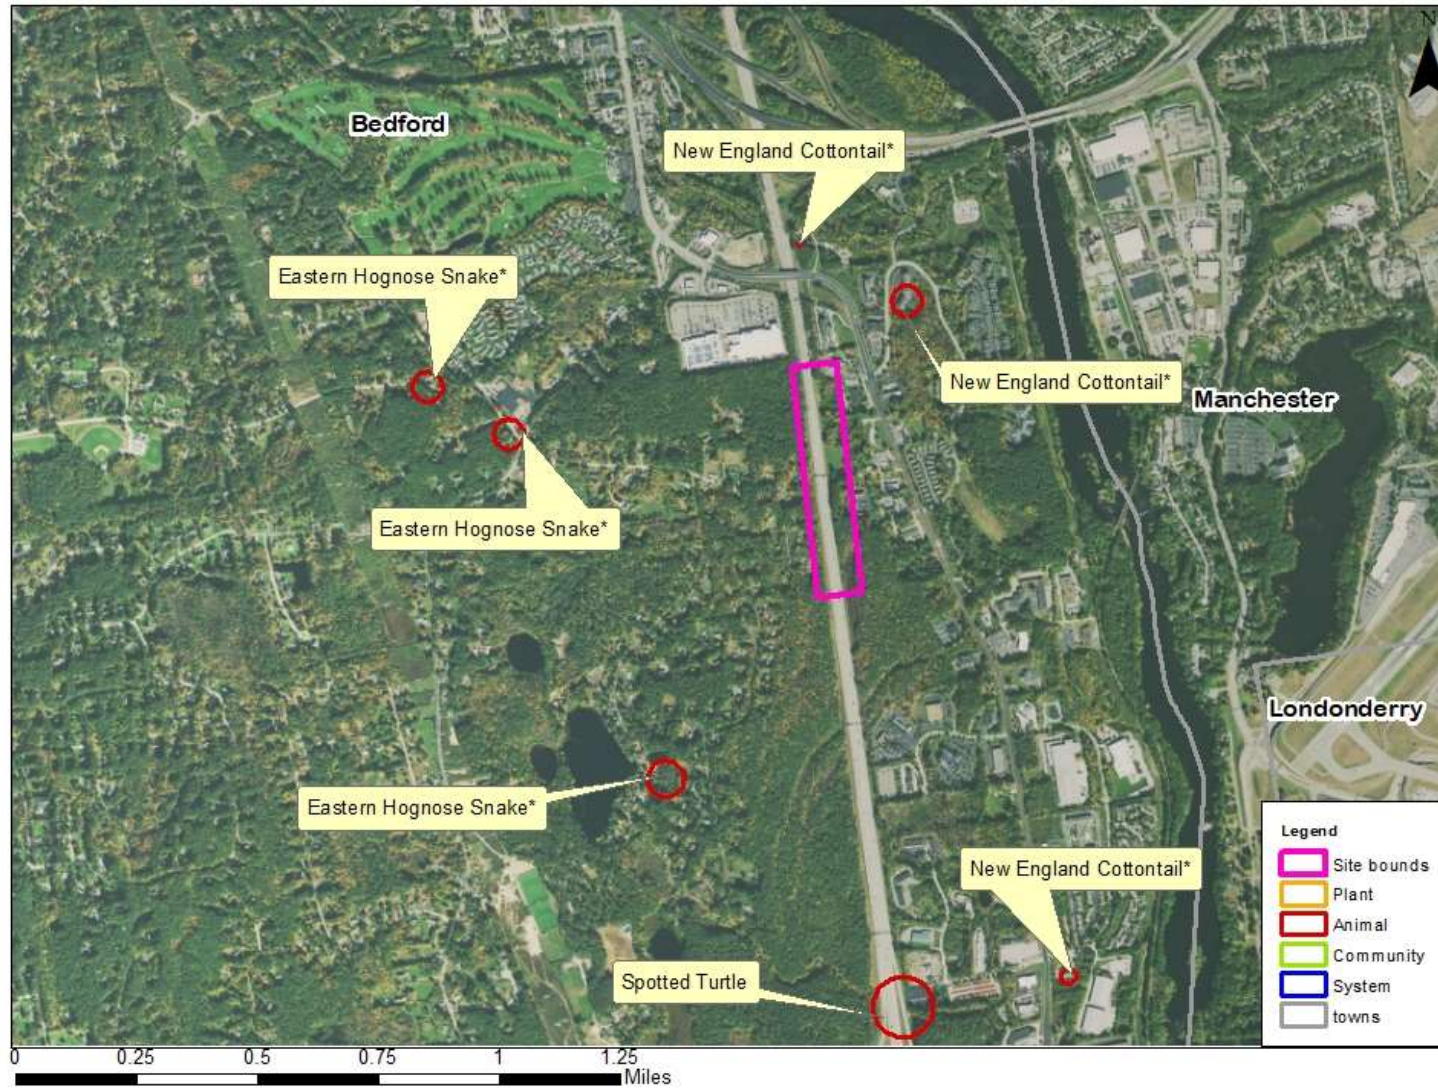 N
Bedford
New England Cottontail*
Eastern Hognose Snake*
New England Cottontail*
Manchester
Eastern Hognose Snake*
Londonderry
Eastern Hognose Snake*
New England Cottontail*
Spotted Turtle
Legend
Site bounds
Plant
Animal
Community
System
towns
0 0.25 0.5 0.75 1 1.25
Miles